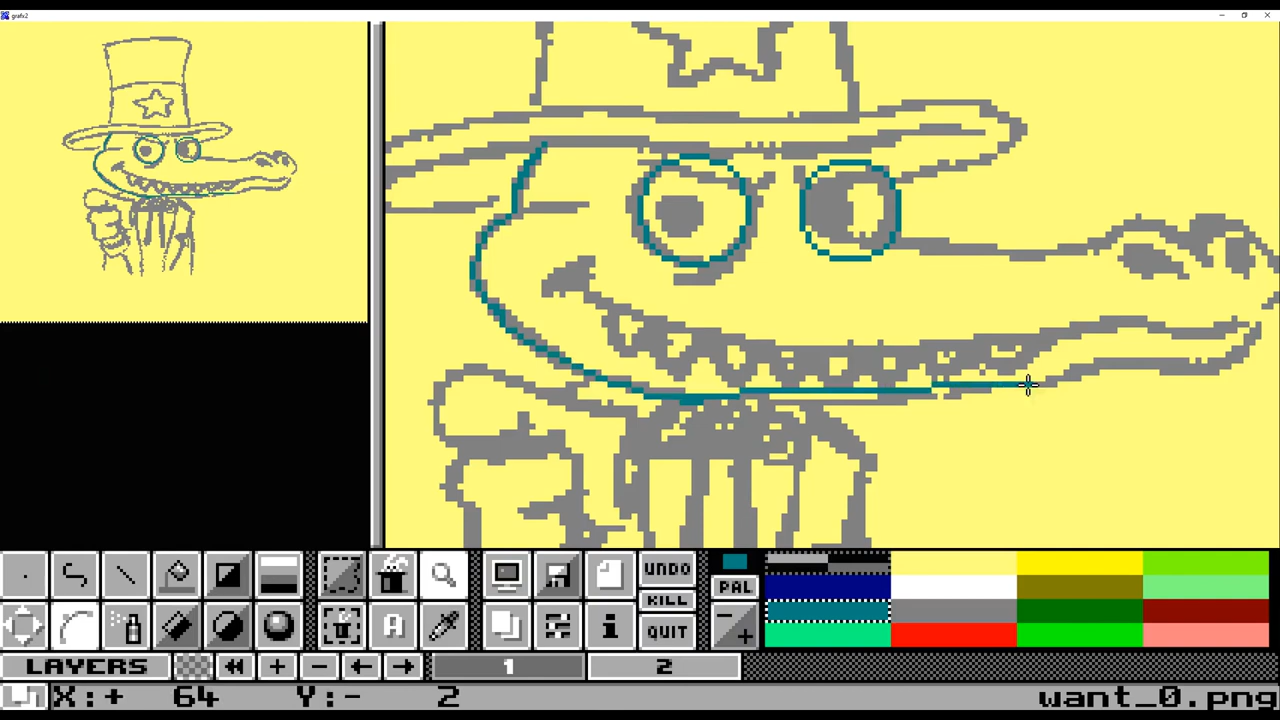 grafx2
UNDO
KILL
PAL
A
QUIT
LAYERS
1
2
X:+ 64 Y:- 2
want_0.png